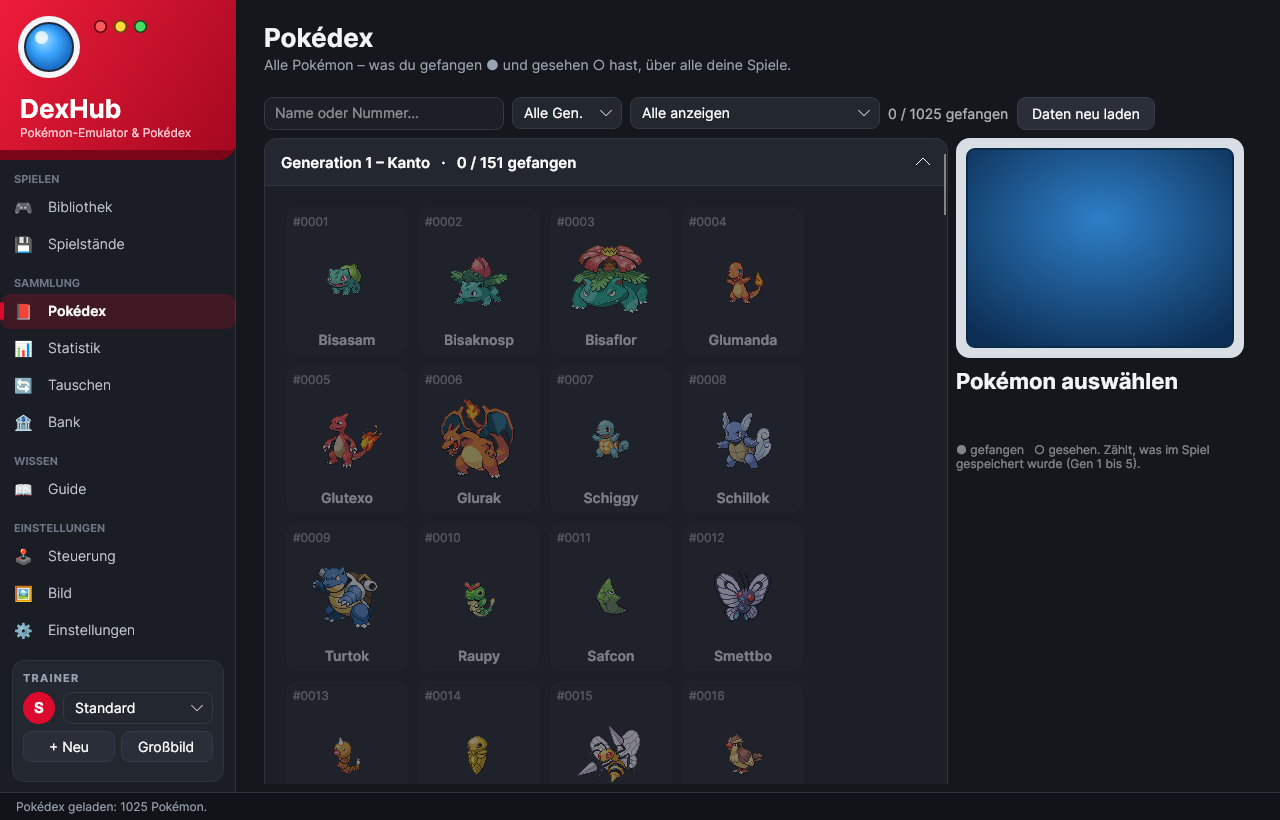 DexHub
Pokémon-Emulator & Pokédex
SPIELEN
Bibliothek
Spielstände
SAMMLUNG
Pokédex
Statistik
Tauschen
Bank
WISSEN
Guide
EINSTELLUNGEN
Steuerung
Bild
Einstellungen
TRAINER
S
Standard
+ Neu
Großbild
Pokédex
Alle Pokémon – was du gefangen ● und gesehen ○ hast, über alle deine Spiele.
Name oder Nummer...
Alle Gen.
Alle anzeigen
0 / 1025 gefangen
Daten neu laden
Generation 1 – Kanto · 0 / 151 gefangen
#0001 #0002 #0003 #0004
Bisasam Bisaknosp Bisaflor Glumanda
#0005 #0006 #0007 #0008
Glutexo Glurak Schiggy Schillok
#0009 #0010 #0011 #0012
Turtok Raupy Safcon Smettbo
#0013 #0014 #0015 #0016
Pokémon auswählen
● gefangen ○ gesehen. Zählt, was im Spiel
gespeichert wurde (Gen 1 bis 5).
Pokédex geladen: 1025 Pokémon.